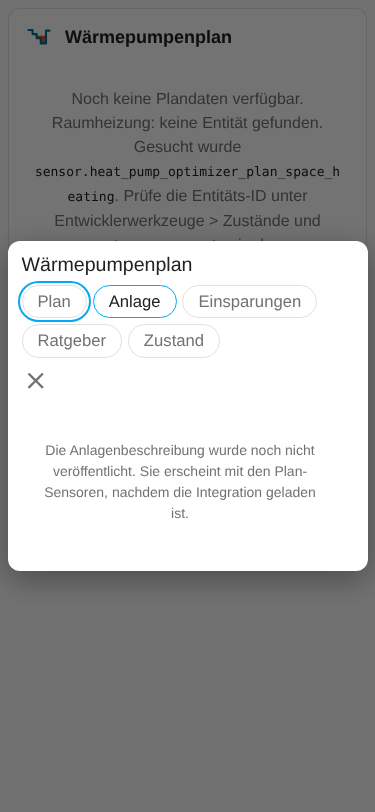 Wärmepumpenplan
Noch keine Plandaten verfügbar.
Raumheizung: keine Entität gefunden.
Gesucht wurde
sensor.heat_pump_optimizer_plan_space_h
eating. Prüfe die Entitäts-ID unter
Entwicklerwerkzeuge > Zustände und
Wärmepumpenplan
Plan
Anlage
Einsparungen
Ratgeber
Zustand
Die Anlagenbeschreibung wurde noch nicht
veröffentlicht. Sie erscheint mit den Plan-
Sensoren, nachdem die Integration geladen
ist.